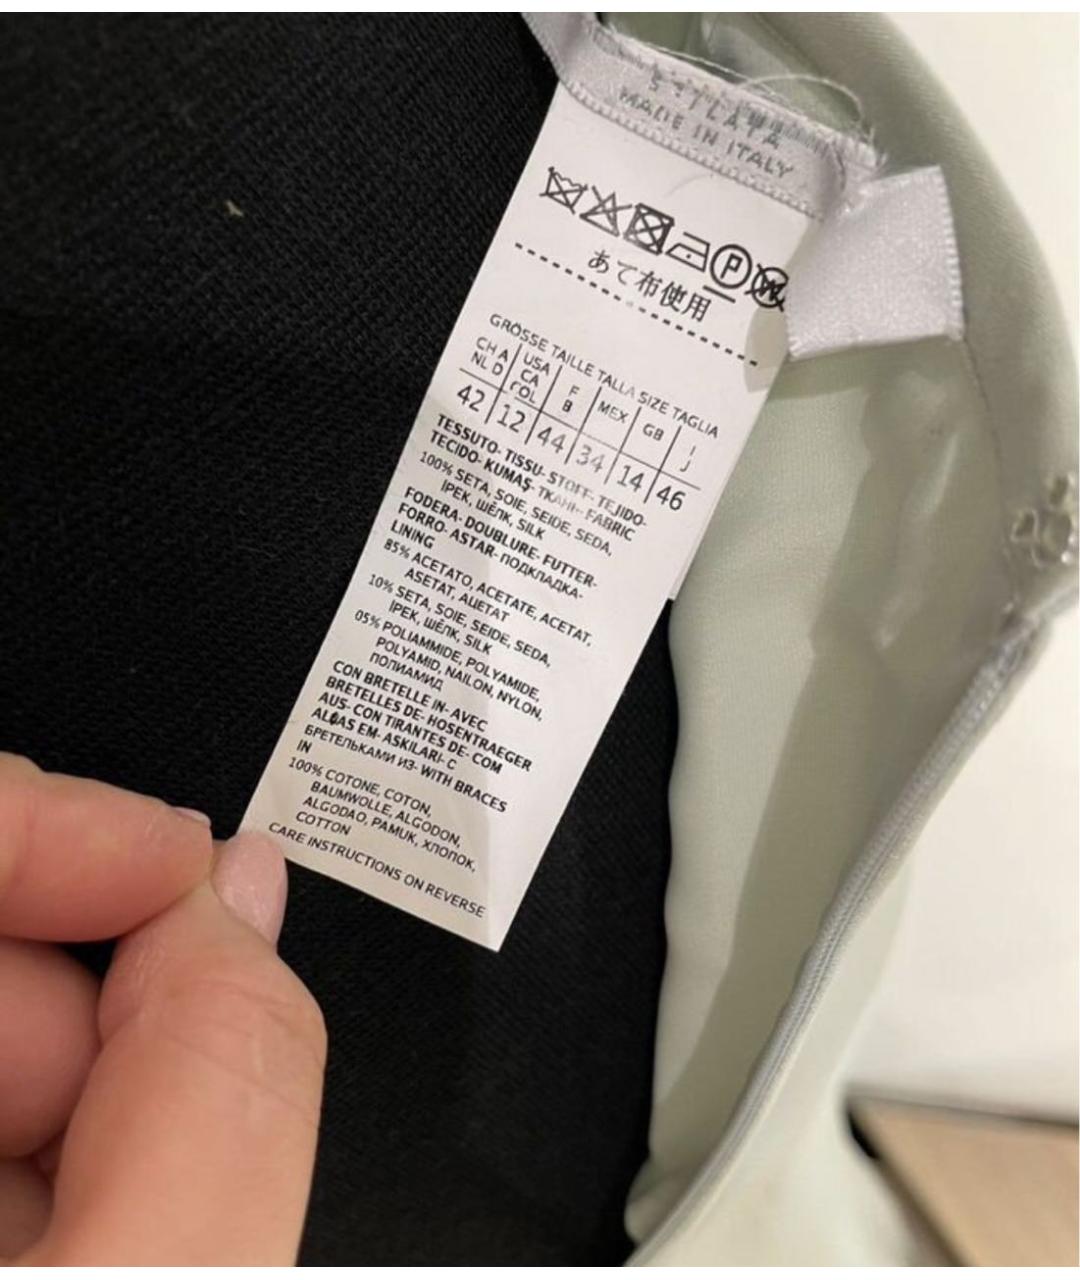 MADE IN ITALY
P
W
あて布使用
GRÖSSE TAILLE TALLA SIZE TAGLIA
CH A NL D | USA CA COL | F B | MEX | GB | I J
42 | 12 | 44 | 34 | 14 | 46
TESSUTO- TISSU- STOFF- TEJIDO-
TECIDO- KUMAŞ- ТКАНЬ- FABRIC
100% SETA, SOIE, SEIDE, SEDA,
İPEK, ШЁЛК, SILK
FODERA- DOUBLURE- FUTTER-
FORRO- ASTAR- ПОДКЛАДКА-
LINING
85% ACETATO, ACETATE, ACETAT,
ASETAT, АЦЕТАТ
10% SETA, SOIE, SEIDE, SEDA,
İPEK, ШЁЛК, SILK
05% POLIAMMIDE, POLYAMIDE,
POLYAMID, NAILON, NYLON,
ПОЛИАМИД
CON BRETELLE IN- AVEC
BRETELLES DE- HOSENTRAEGER
AUS- CON TIRANTES DE- COM
ALÇAS EM- ASKILARI- C
БРЕТЕЛЬКАМИ ИЗ- WITH BRACES
IN
100% COTONE, COTON,
BAUMWOLLE, ALGODON,
ALGODAO, PAMUK, ХЛОПОК,
COTTON
CARE INSTRUCTIONS ON REVERSE